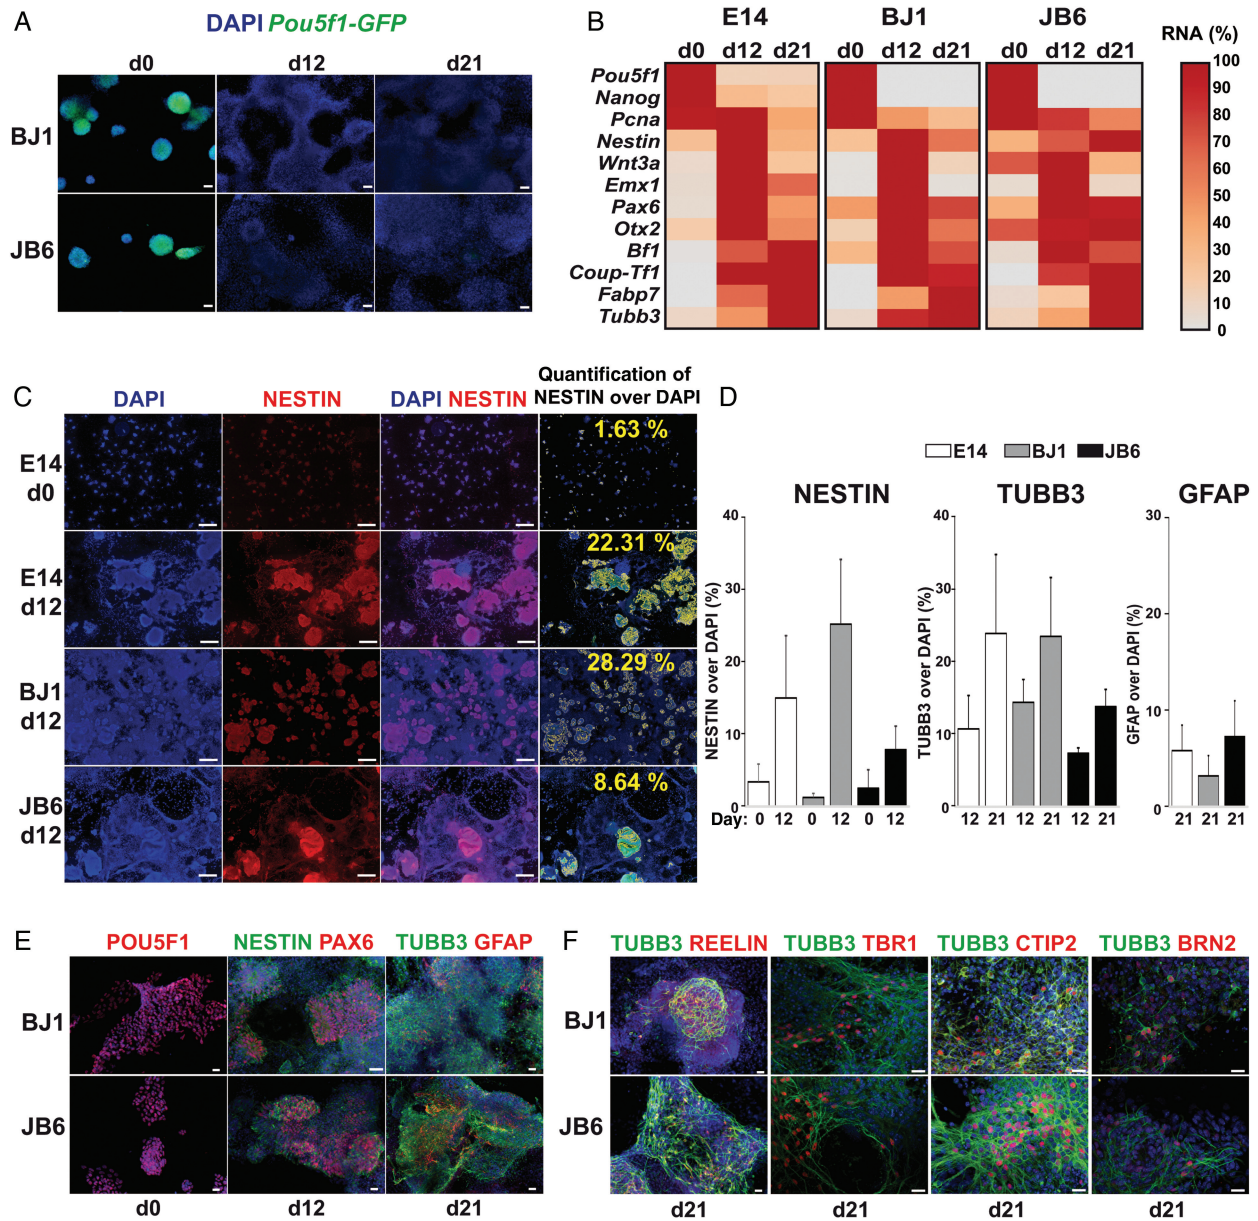 A
DAPI Pou5f1-GFP
d0 d12 d21
BJ1
JB6
B
E14 BJ1 JB6
d0 d12 d21 d0 d12 d21 d0 d12 d21
RNA (%)
Pou5f1
Nanog
Pcna
Nestin
Wnt3a
Emx1
Pax6
Otx2
Bf1
Coup-Tf1
Fabp7
Tubb3
100
90
80
70
60
50
40
30
20
10
0
C
DAPI NESTIN DAPI NESTIN Quantification of
NESTIN over DAPI
E14
d0
1.63 %
E14
d12
22.31 %
BJ1
d12
28.29 %
JB6
d12
8.64 %
D
E14 BJ1 JB6
NESTIN
NESTIN over DAPI (%)
40
30
20
10
0
Day: 0 12 0 12 0 12
TUBB3
TUBB3 over DAPI (%)
40
30
20
10
0
12 21 12 21 12 21
GFAP
GFAP over DAPI (%)
30
20
10
0
21 21 21
E
POU5F1 NESTIN PAX6 TUBB3 GFAP
BJ1
JB6
d0 d12 d21
F
TUBB3 REELIN TUBB3 TBR1 TUBB3 CTIP2 TUBB3 BRN2
BJ1
JB6
d21 d21 d21 d21